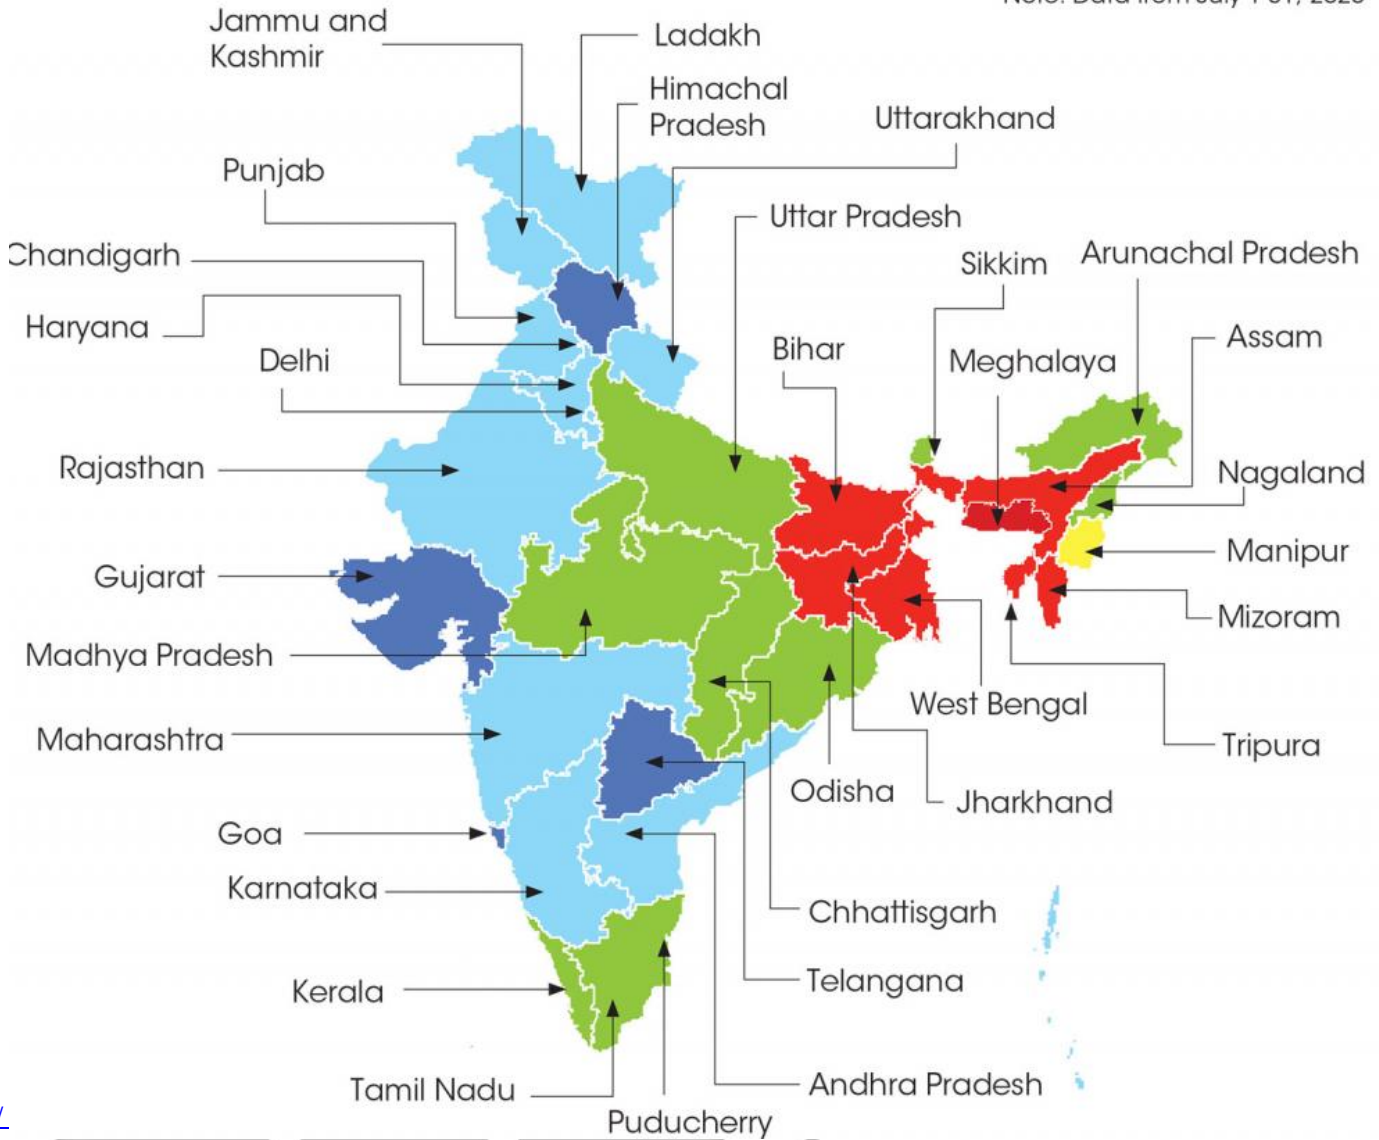 Jammu and
Kashmir
Ladakh
Himachal
Pradesh
Uttarakhand
Punjab
Uttar Pradesh
Chandigarh
Sikkim
Arunachal Pradesh
Haryana
Delhi
Bihar
Meghalaya
Assam
Rajasthan
Nagaland
Gujarat
Manipur
Mizoram
Madhya Pradesh
West Bengal
Maharashtra
Tripura
Odisha
Jharkhand
Goa
Karnataka
Chhattisgarh
Kerala
Telangana
Tamil Nadu
Andhra Pradesh
Puducherry